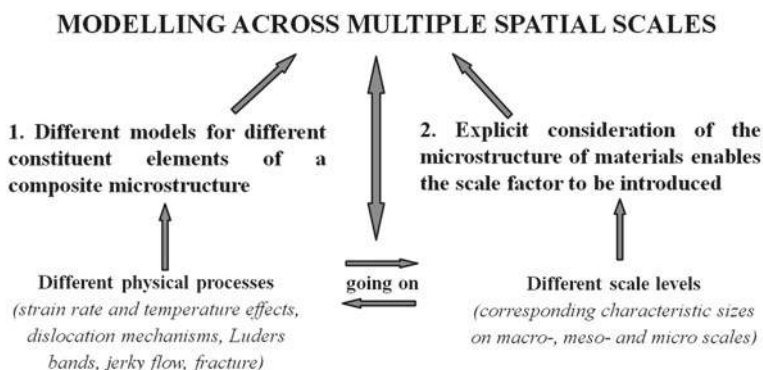 MODELLING ACROSS MULTIPLE SPATIAL SCALES
1. Different models for different
constituent elements of a
composite microstructure
2. Explicit consideration of the
microstructure of materials enables
the scale factor to be introduced
Different physical processes
(strain rate and temperature effects,
dislocation mechanisms, Luders
bands, jerky flow, fracture)
going on
Different scale levels
(corresponding characteristic sizes
on macro-, meso- and micro scales)